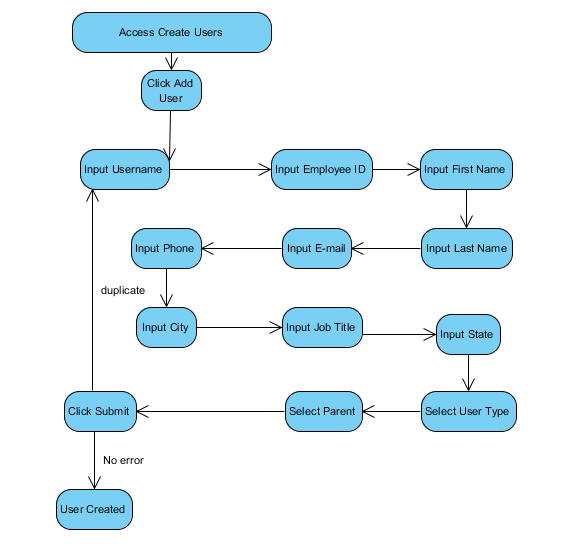 Access Create Users
Click Add
User
Input Username
Input Employee ID
Input First Name
Input Last Name
Input E-mail
Input Phone
duplicate
Input City
Input Job Title
Input State
Select User Type
Select Parent
Click Submit
No error
User Created